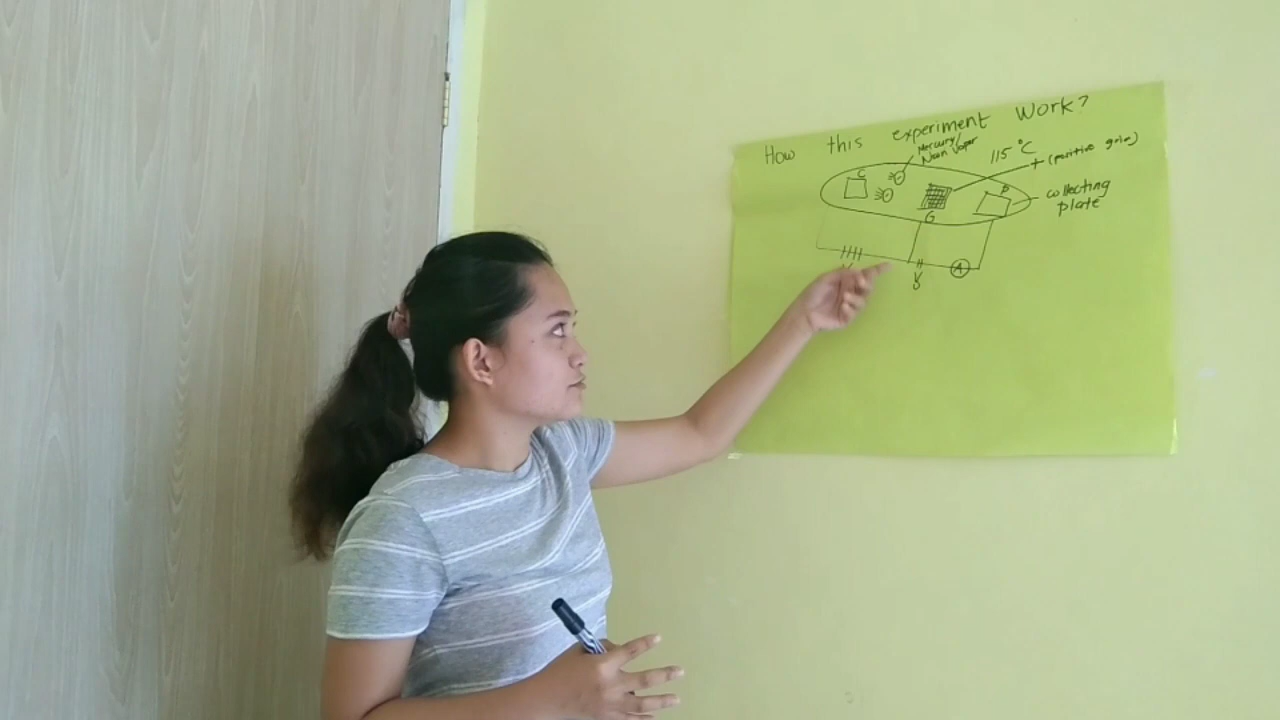 How this experiment Work?
Mercury/
Neon Vapor
115 °C
+ (positive grid)
C
P
collecting
plate
G
A
V